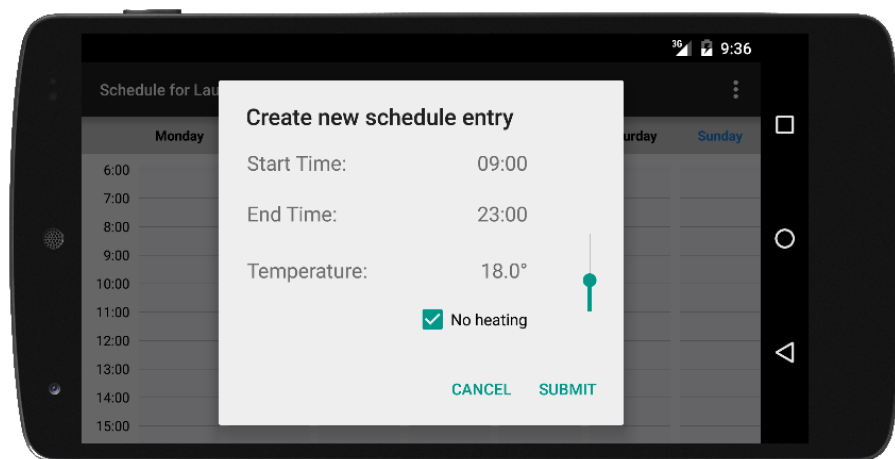 3G 9:36
Schedule for Lau
Create new schedule entry
Monday urday Sunday
Start Time: 09:00
End Time: 23:00
Temperature: 18.0°
No heating
CANCEL SUBMIT
6:00
7:00
8:00
9:00
10:00
11:00
12:00
13:00
14:00
15:00